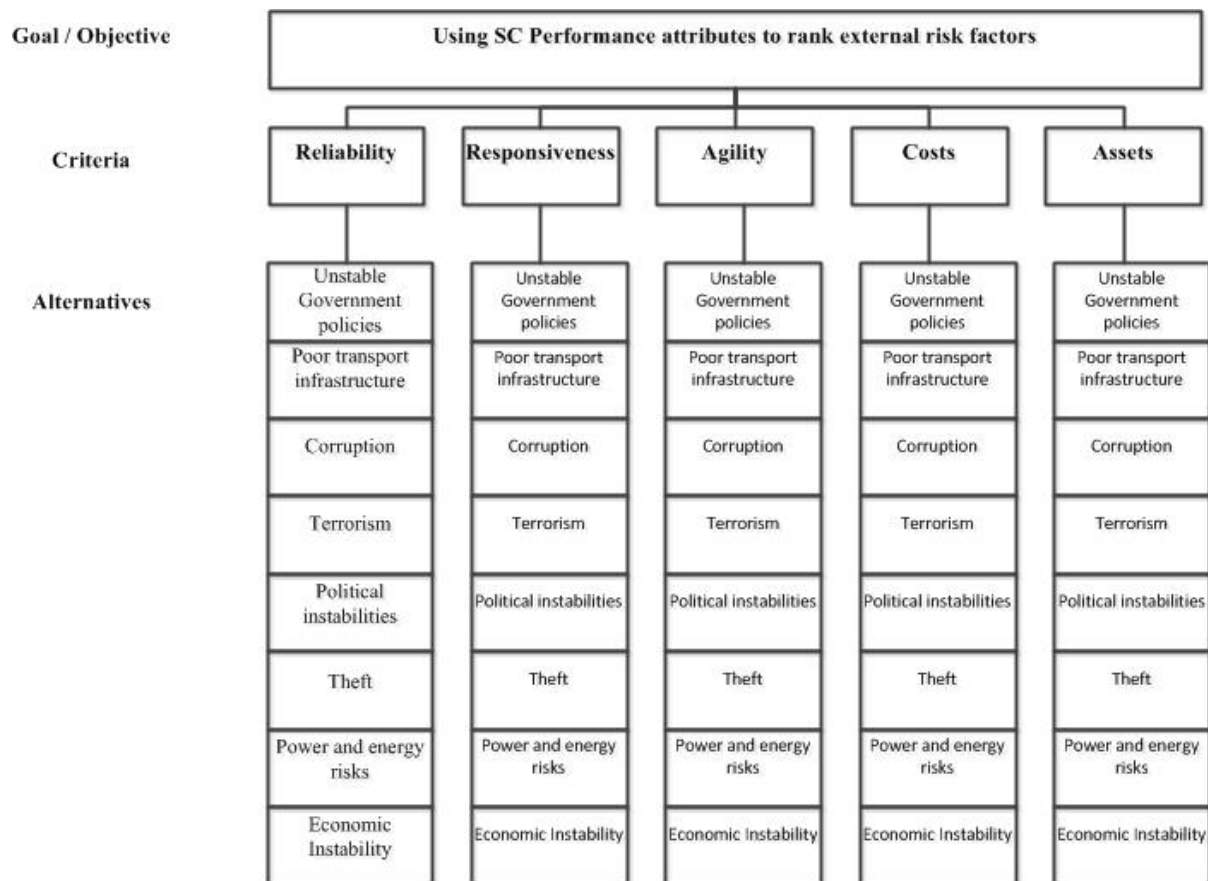 Goal / Objective
Using SC Performance attributes to rank external risk factors
Criteria
Reliability
Responsiveness
Agility
Costs
Assets
Alternatives
Unstable
Government
policies
Poor transport
infrastructure
Corruption
Terrorism
Political
instabilities
Theft
Power and energy
risks
Economic
Instability
Unstable
Government
policies
Poor transport
infrastructure
Corruption
Terrorism
Political instabilities
Theft
Power and energy
risks
Economic Instability
Unstable
Government
policies
Poor transport
infrastructure
Corruption
Terrorism
Political instabilities
Theft
Power and energy
risks
Economic Instability
Unstable
Government
policies
Poor transport
infrastructure
Corruption
Terrorism
Political instabilities
Theft
Power and energy
risks
Economic Instability
Unstable
Government
policies
Poor transport
infrastructure
Corruption
Terrorism
Political instabilities
Theft
Power and energy
risks
Economic Instability